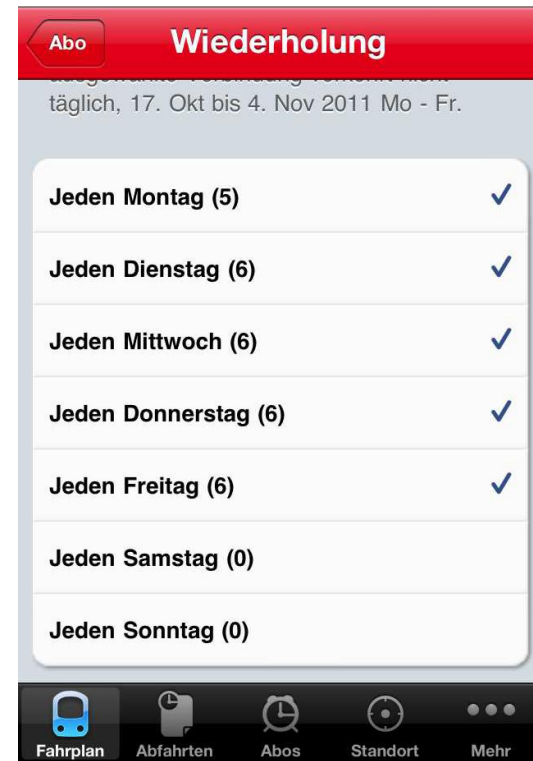 Abo
Wiederholung
täglich, 17. Okt bis 4. Nov 2011 Mo - Fr.
Jeden Montag (5)
Jeden Dienstag (6)
Jeden Mittwoch (6)
Jeden Donnerstag (6)
Jeden Freitag (6)
Jeden Samstag (0)
Jeden Sonntag (0)
Fahrplan
Abfahrten
Abos
Standort
Mehr